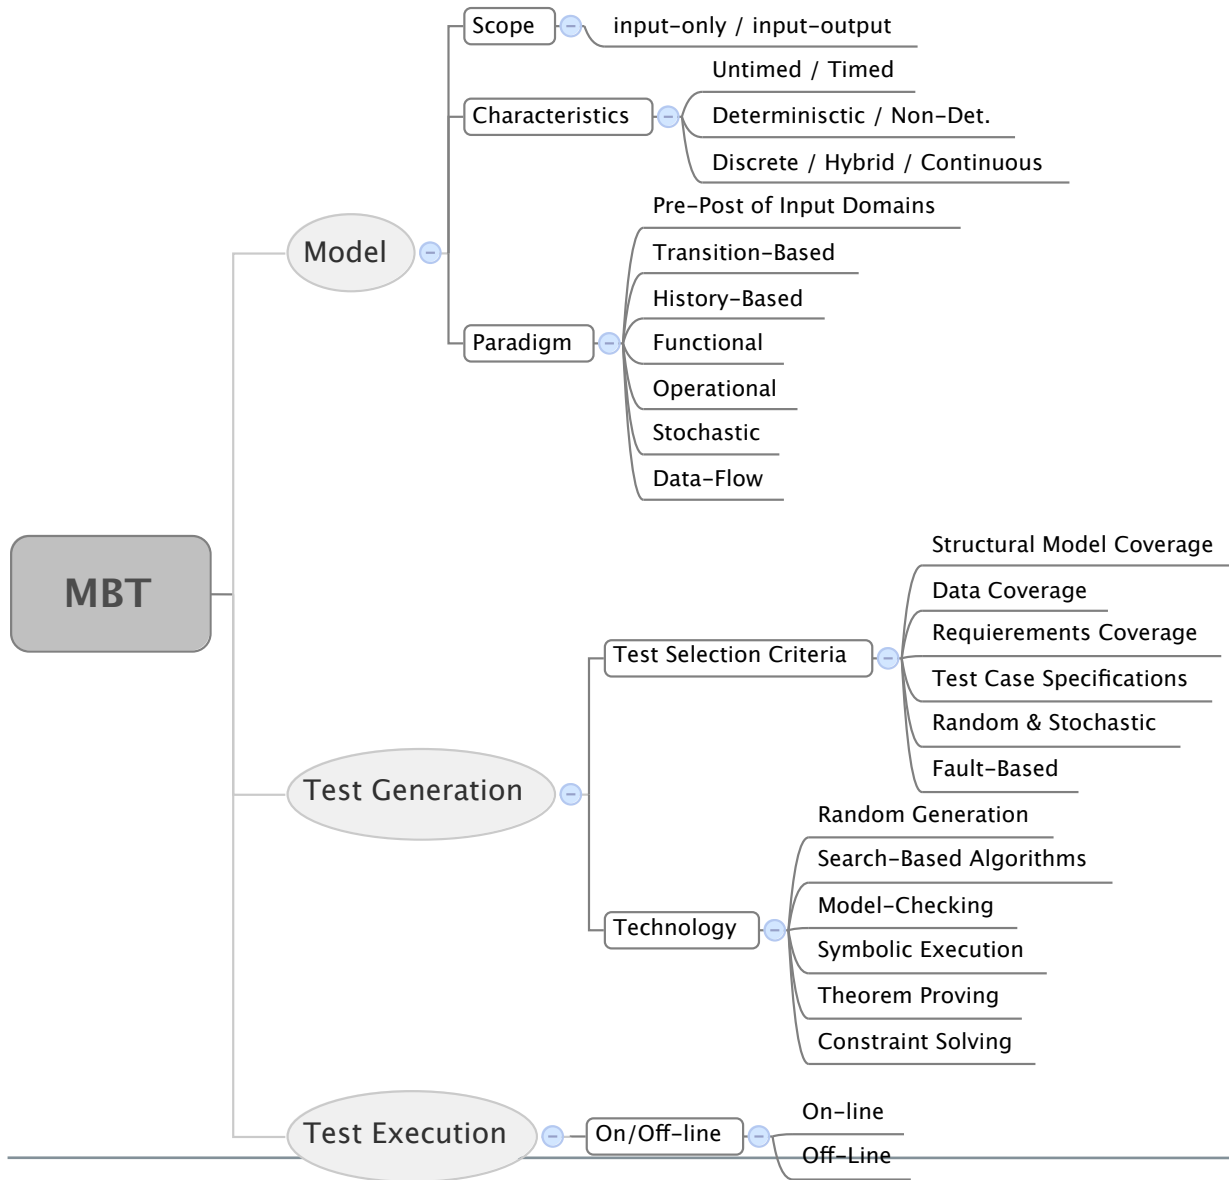 Scope
input-only / input-output
Untimed / Timed
Characteristics
Determinisctic / Non-Det.
Discrete / Hybrid / Continuous
Pre-Post of Input Domains
Model
Transition-Based
History-Based
Paradigm
Functional
Operational
Stochastic
Data-Flow
MBT
Structural Model Coverage
Data Coverage
Requierements Coverage
Test Selection Criteria
Test Case Specifications
Random & Stochastic
Fault-Based
Test Generation
Random Generation
Search-Based Algorithms
Model-Checking
Technology
Symbolic Execution
Theorem Proving
Constraint Solving
Test Execution
On/Off-line
On-line
Off-Line